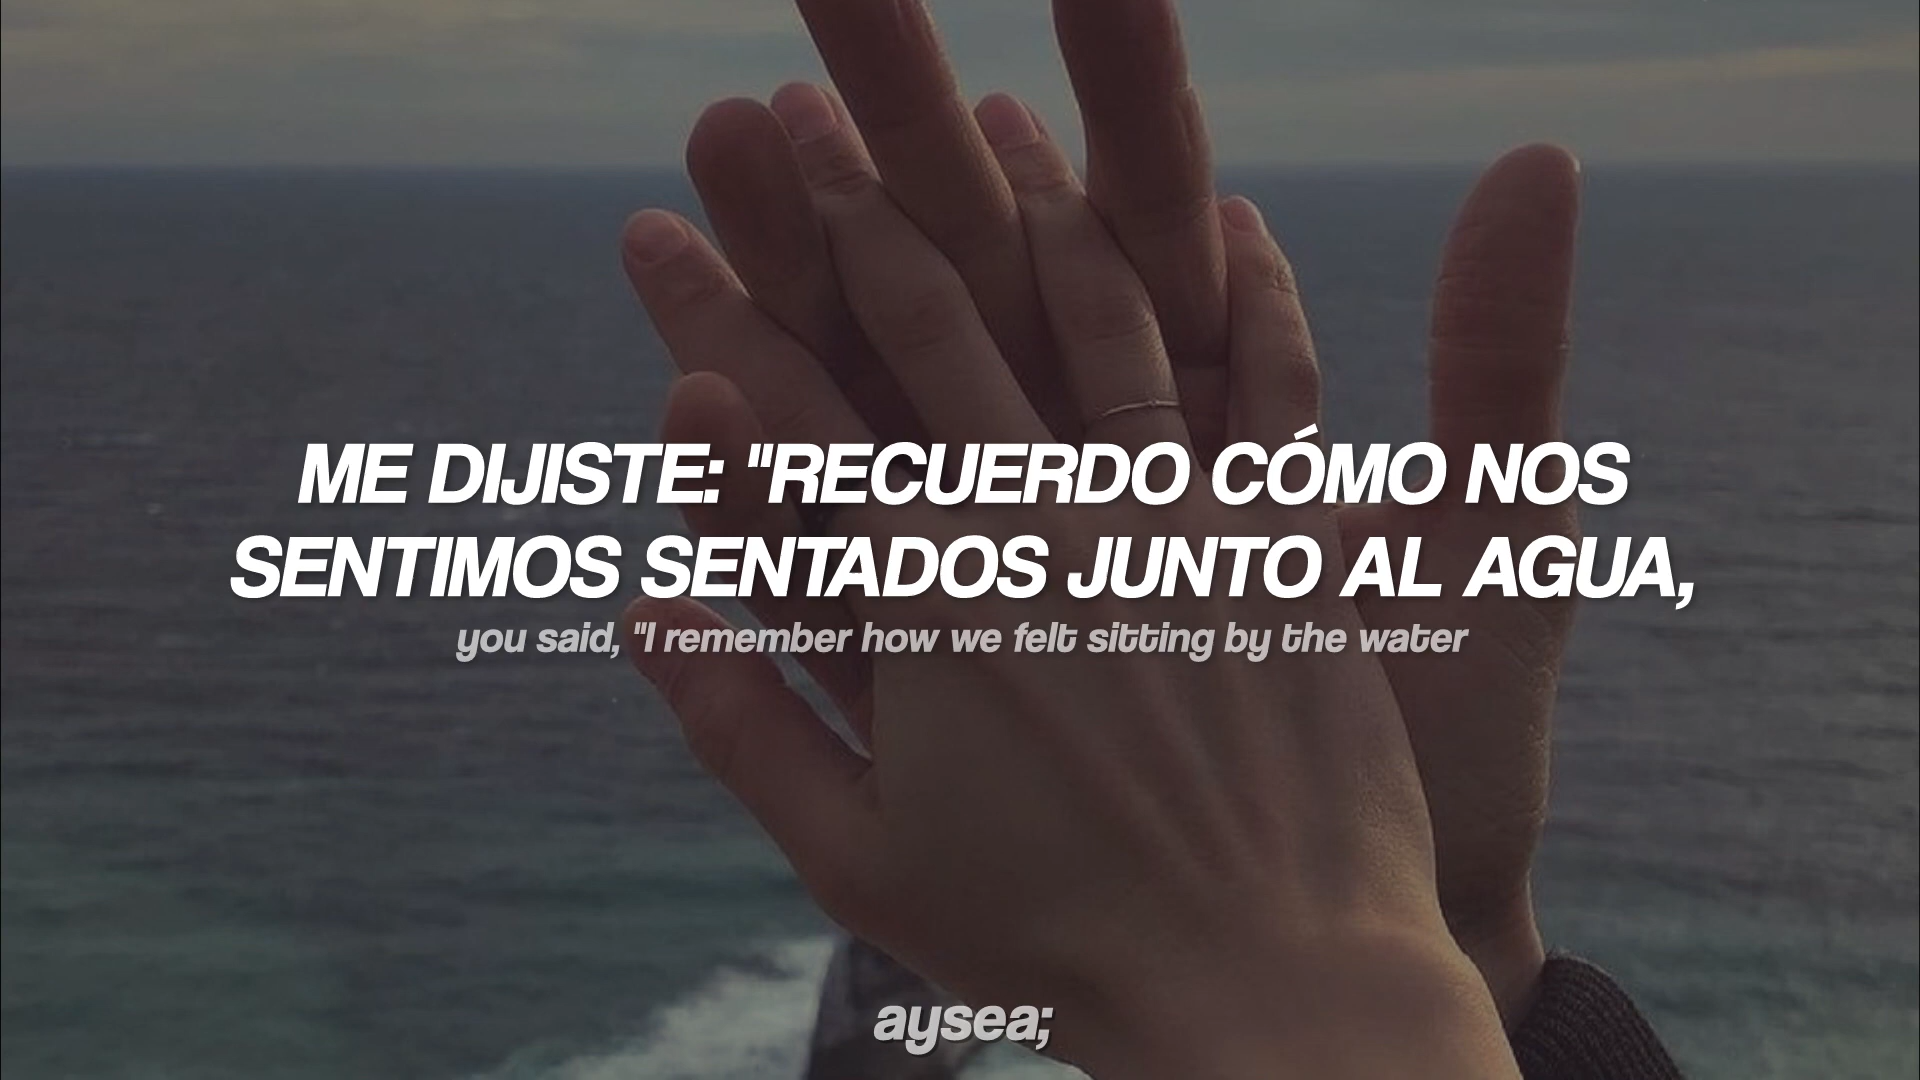 ME DIJISTE: "RECUERDO CÓMO NOS
SENTIMOS SENTADOS JUNTO AL AGUA,
you said, "I remember how we felt sitting by the water
aysea;